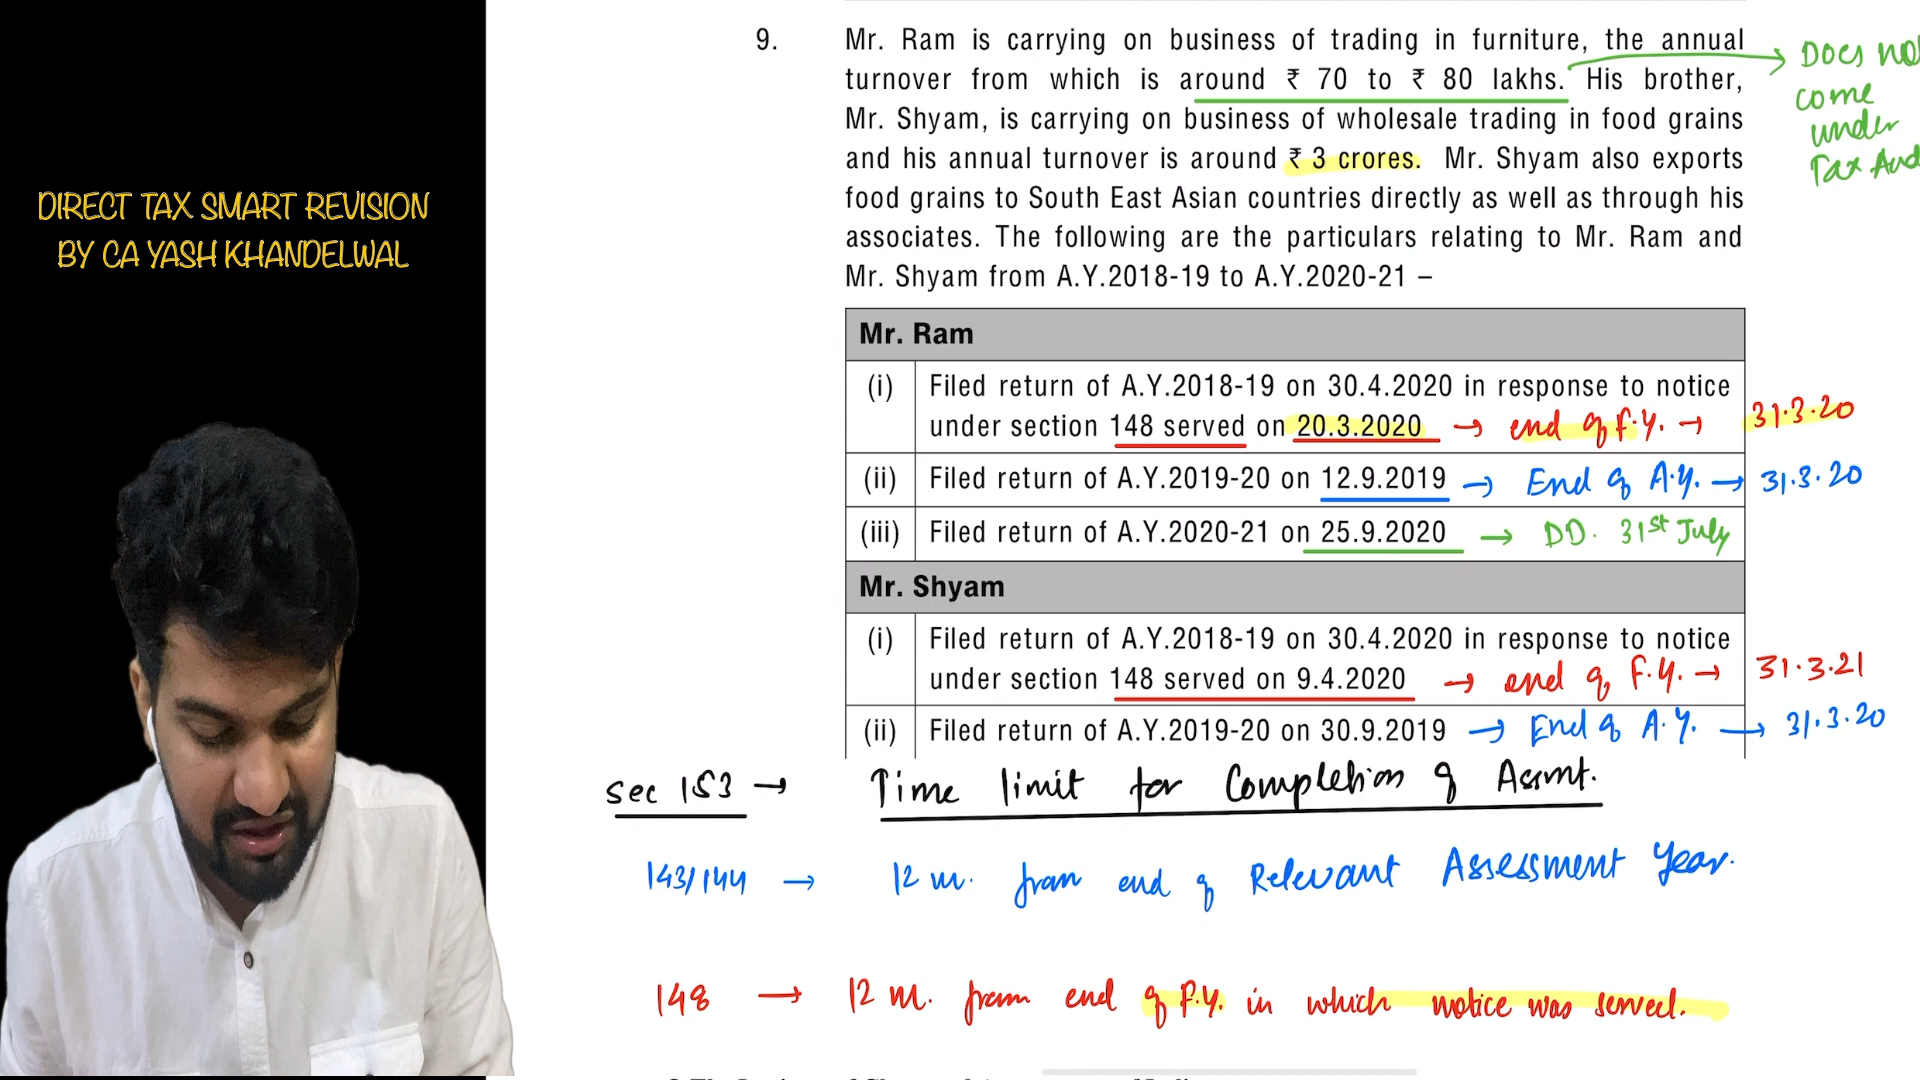 DIRECT TAX SMART REVISION
BY CA YASH KHANDELWAL
9. Mr. Ram is carrying on business of trading in furniture, the annual
turnover from which is around ₹ 70 to ₹ 80 lakhs. His brother,
Mr. Shyam, is carrying on business of wholesale trading in food grains
and his annual turnover is around ₹ 3 crores. Mr. Shyam also exports
food grains to South East Asian countries directly as well as through his
associates. The following are the particulars relating to Mr. Ram and
Mr. Shyam from A.Y.2018-19 to A.Y.2020-21 –
→ Does no
come
under
Tax Aud
Mr. Ram
(i) Filed return of A.Y.2018-19 on 30.4.2020 in response to notice
under section 148 served on 20.3.2020 → end of F.Y. → 31.3.20
(ii) Filed return of A.Y.2019-20 on 12.9.2019 → End of A.Y. → 31.3.20
(iii) Filed return of A.Y.2020-21 on 25.9.2020 → DD. 31st July
Mr. Shyam
(i) Filed return of A.Y.2018-19 on 30.4.2020 in response to notice
under section 148 served on 9.4.2020 → end of F.Y. → 31.3.21
(ii) Filed return of A.Y.2019-20 on 30.9.2019 → End of A.Y. → 31.3.20
sec 153 → Time limit for Completion of Assmt.
143/144 → 12 m. from end of Relevant Assessment Year.
148 → 12 m. from end of F.Y. in which notice was served.